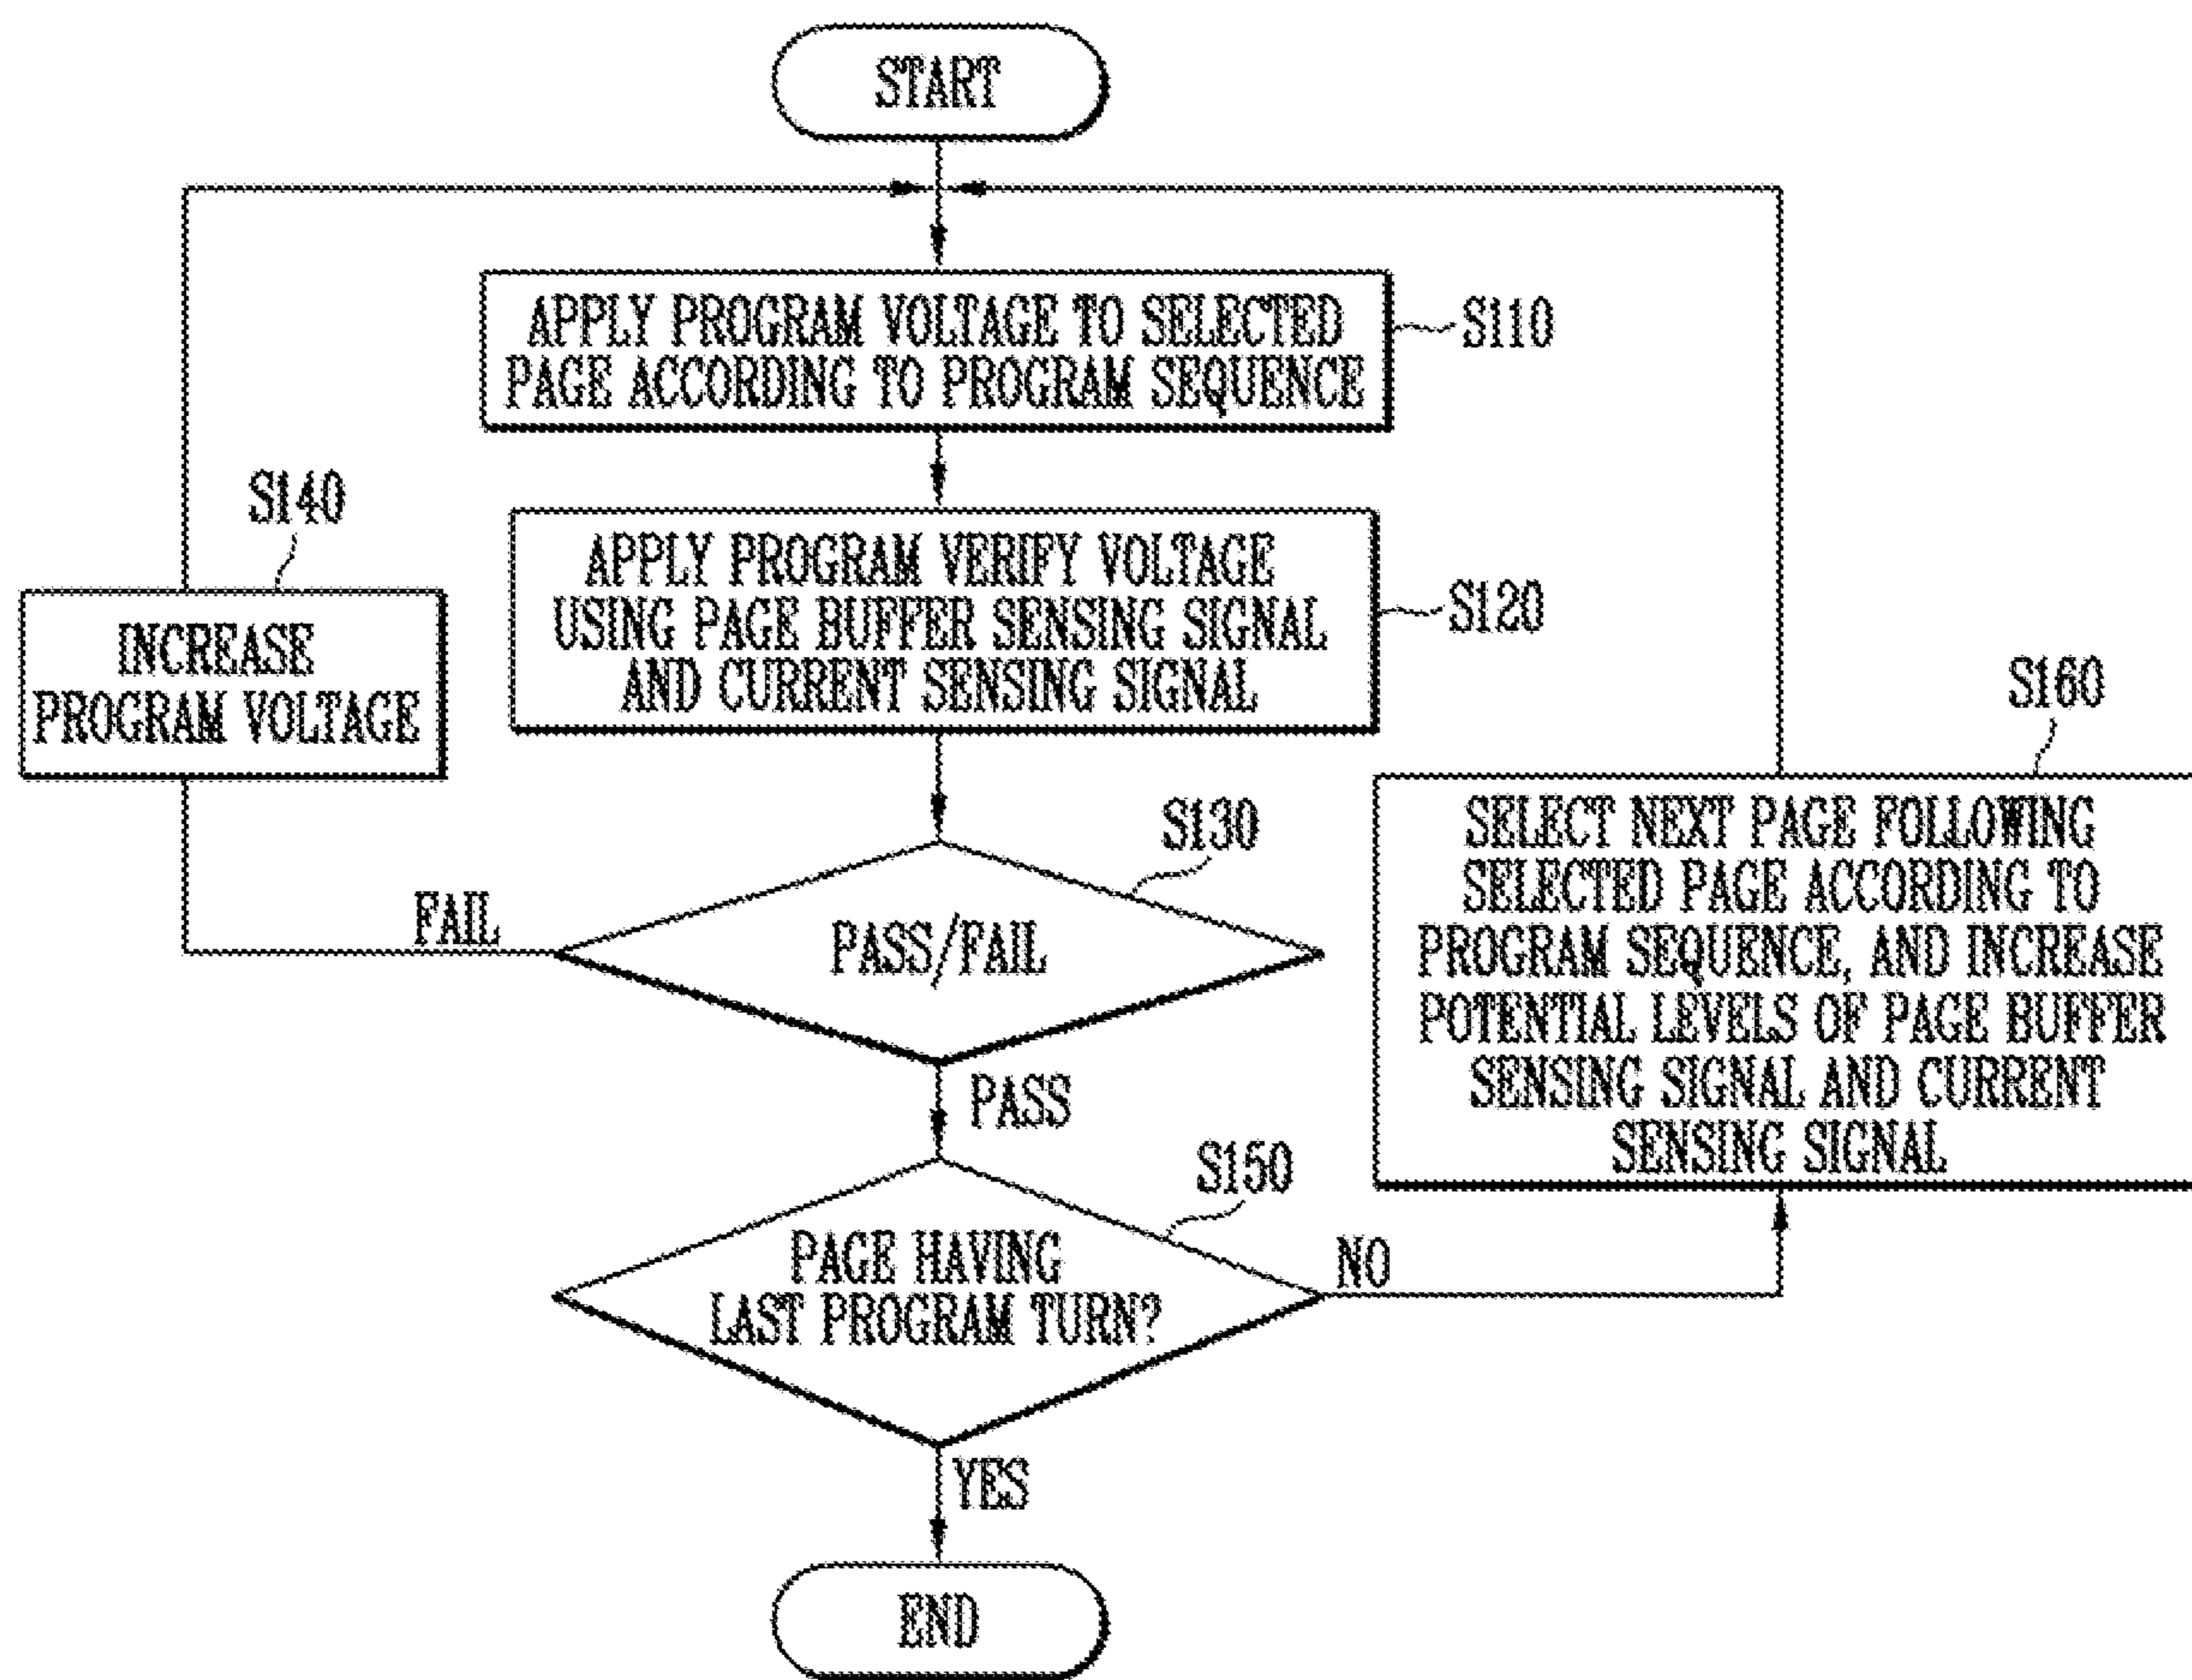 START
APPLY PROGRAM VOLTAGE TO SELECTED
PAGE ACCORDING TO PROGRAM SEQUENCE
S110
S140
APPLY PROGRAM VERIFY VOLTAGE
USING PAGE BUFFER SENSING SIGNAL
AND CURRENT SENSING SIGNAL
S120
INCREASE
PROGRAM VOLTAGE
S160
S130
SELECT NEXT PAGE FOLLOWING
SELECTED PAGE ACCORDING TO
PROGRAM SEQUENCE, AND INCREASE
POTENTIAL LEVELS OF PAGE BUFFER
SENSING SIGNAL AND CURRENT
SENSING SIGNAL
FAIL
PASS/FAIL
PASS
S150
PAGE HAVING
LAST PROGRAM TURN?
NO
YES
END